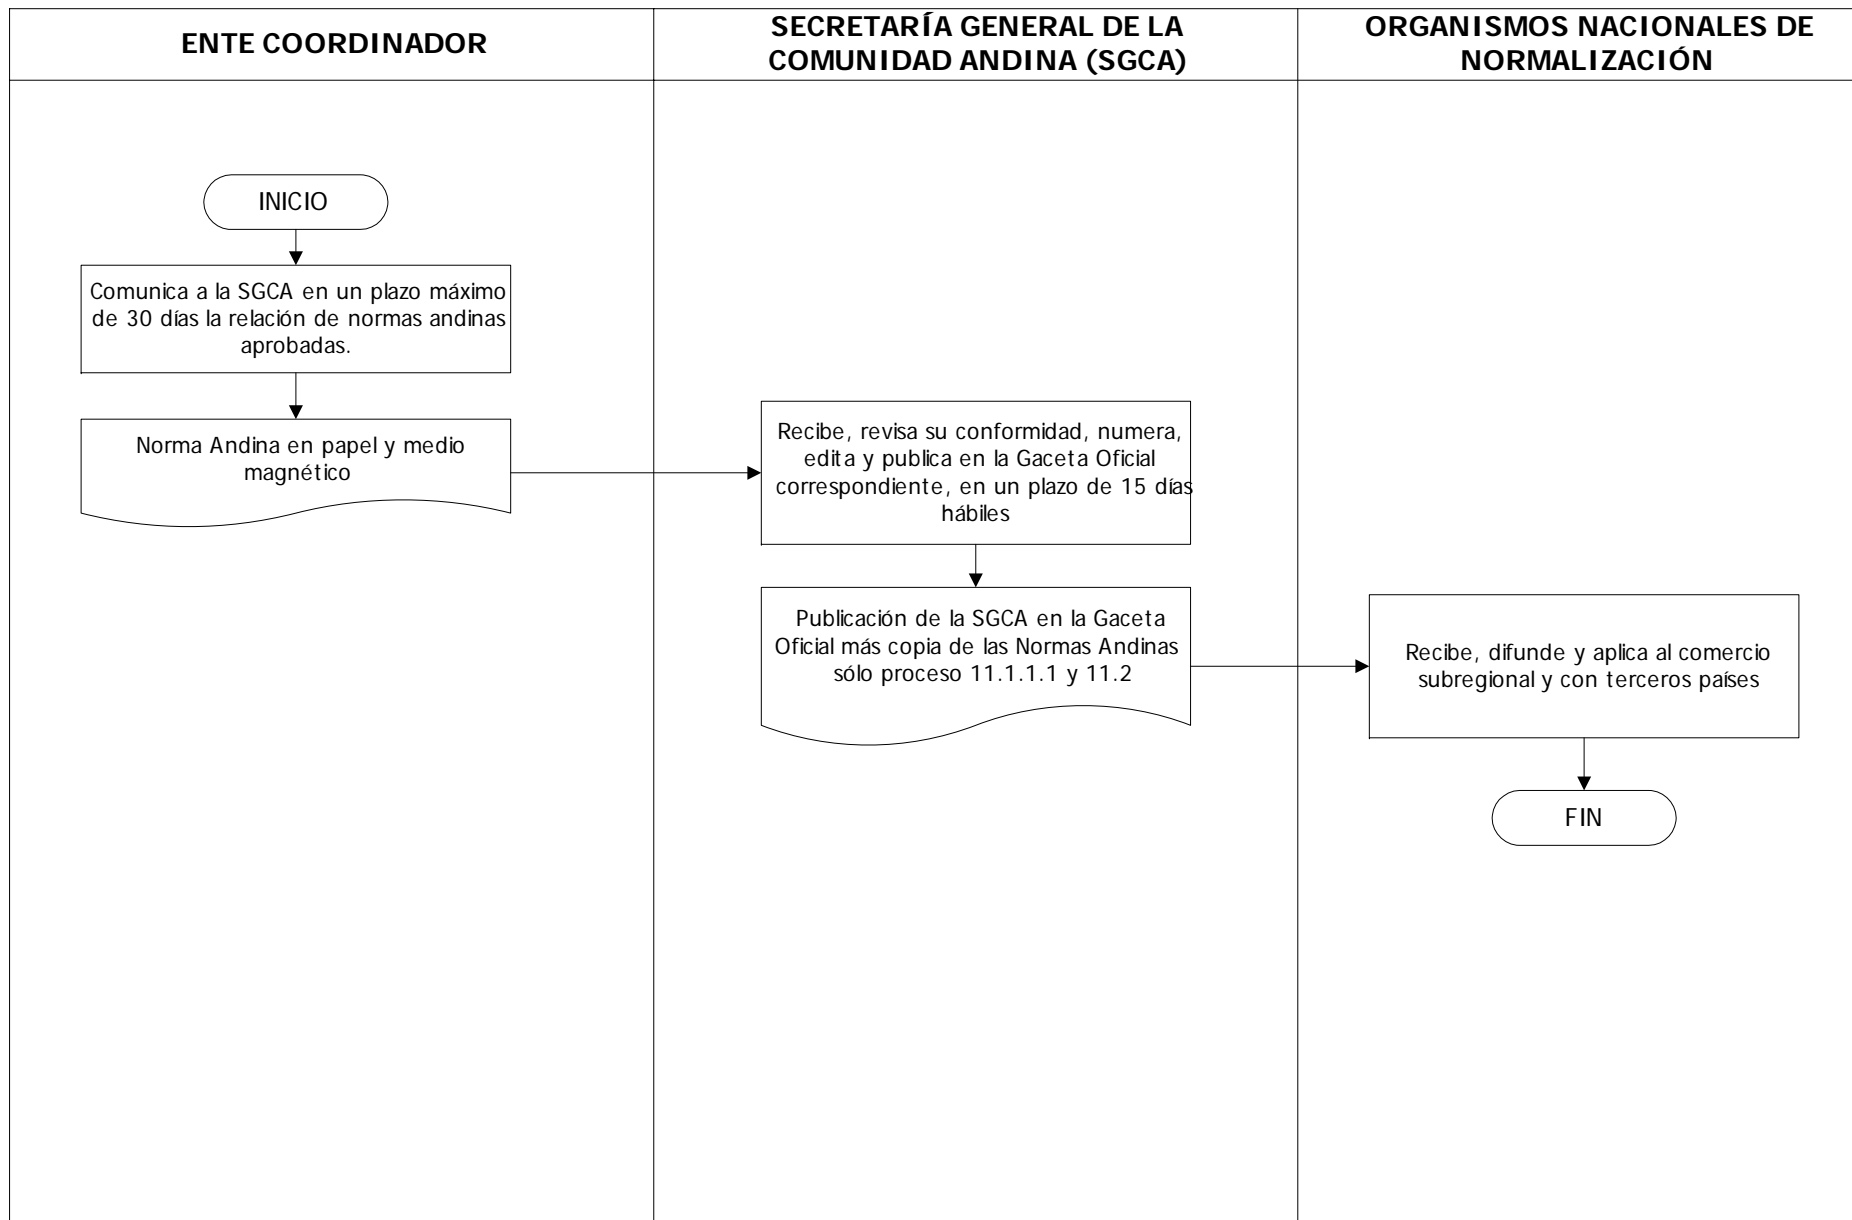 ENTE COORDINADOR
SECRETARÍA GENERAL DE LA
COMUNIDAD ANDINA (SGCA)
ORGANISMOS NACIONALES DE
NORMALIZACIÓN
INICIO
Comunica a la SGCA en un plazo máximo
de 30 días la relación de normas andinas
aprobadas.
Norma Andina en papel y medio
magnético
Recibe, revisa su conformidad, numera,
edita y publica en la Gaceta Oficial
correspondiente, en un plazo de 15 días
hábiles
Publicación de la SGCA en la Gaceta
Oficial más copia de las Normas Andinas
sólo proceso 11.1.1.1 y 11.2
Recibe, difunde y aplica al comercio
subregional y con terceros países
FIN